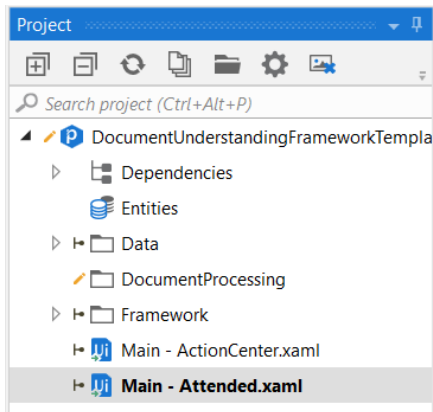 Project
Search project (Ctrl+Alt+P)
DocumentUnderstandingFrameworkTempla
Dependencies
Entities
Data
DocumentProcessing
Framework
Main - ActionCenter.xaml
Main - Attended.xaml